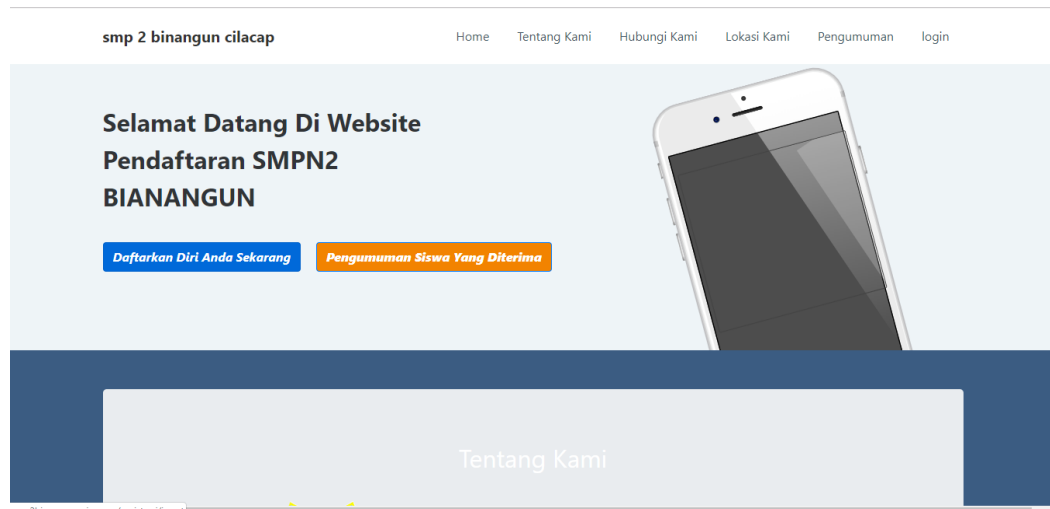 smp 2 binangun cilacap
Home Tentang Kami Hubungi Kami Lokasi Kami Pengumuman login
Selamat Datang Di Website
Pendaftaran SMPN2
BIANANGUN
Daftarkan Diri Anda Sekarang Pengumuman Siswa Yang Diterima
Tentang Kami